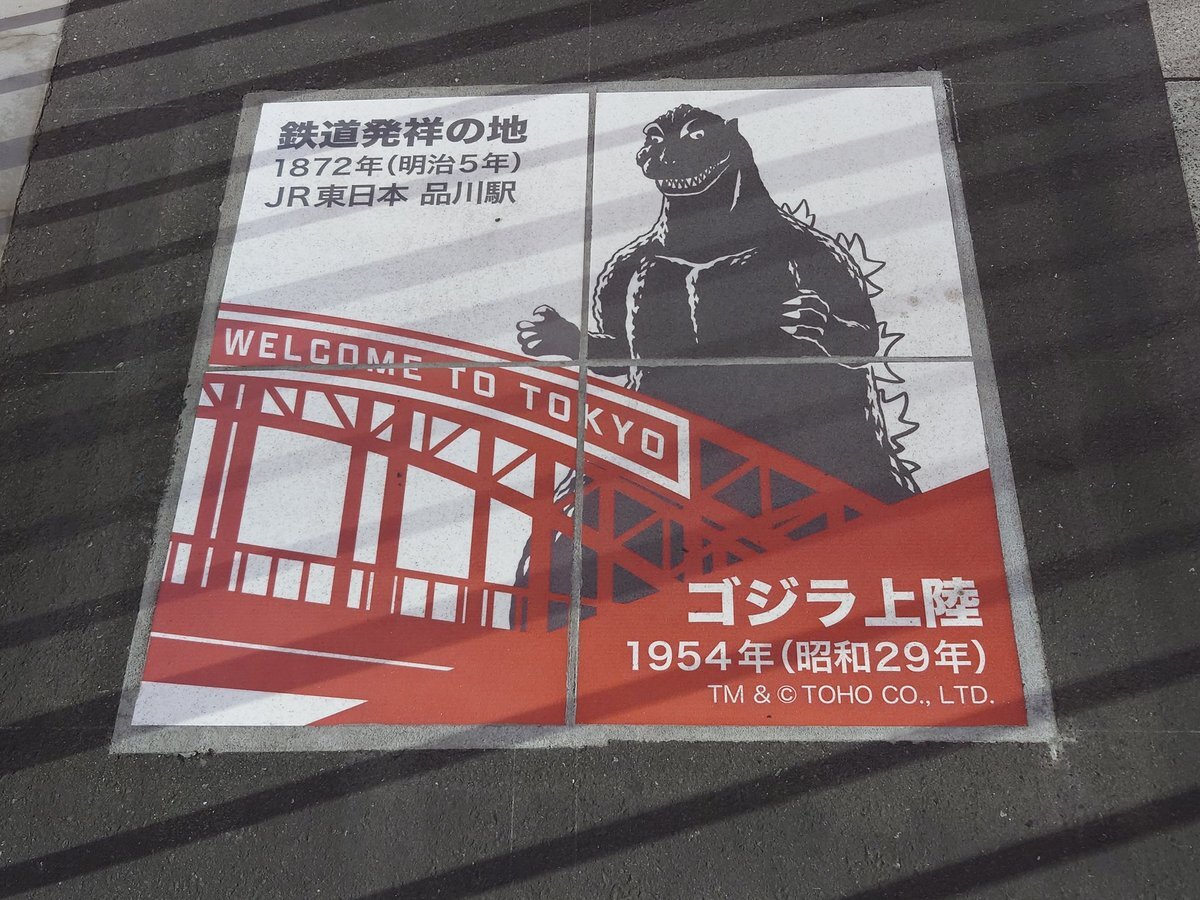 鉄道発祥の地
1872年(明治5年)
JR東日本 品川駅
WELCOME TO TOKYO
ゴジラ上陸
1954年(昭和29年)
TM & © TOHO CO., LTD.